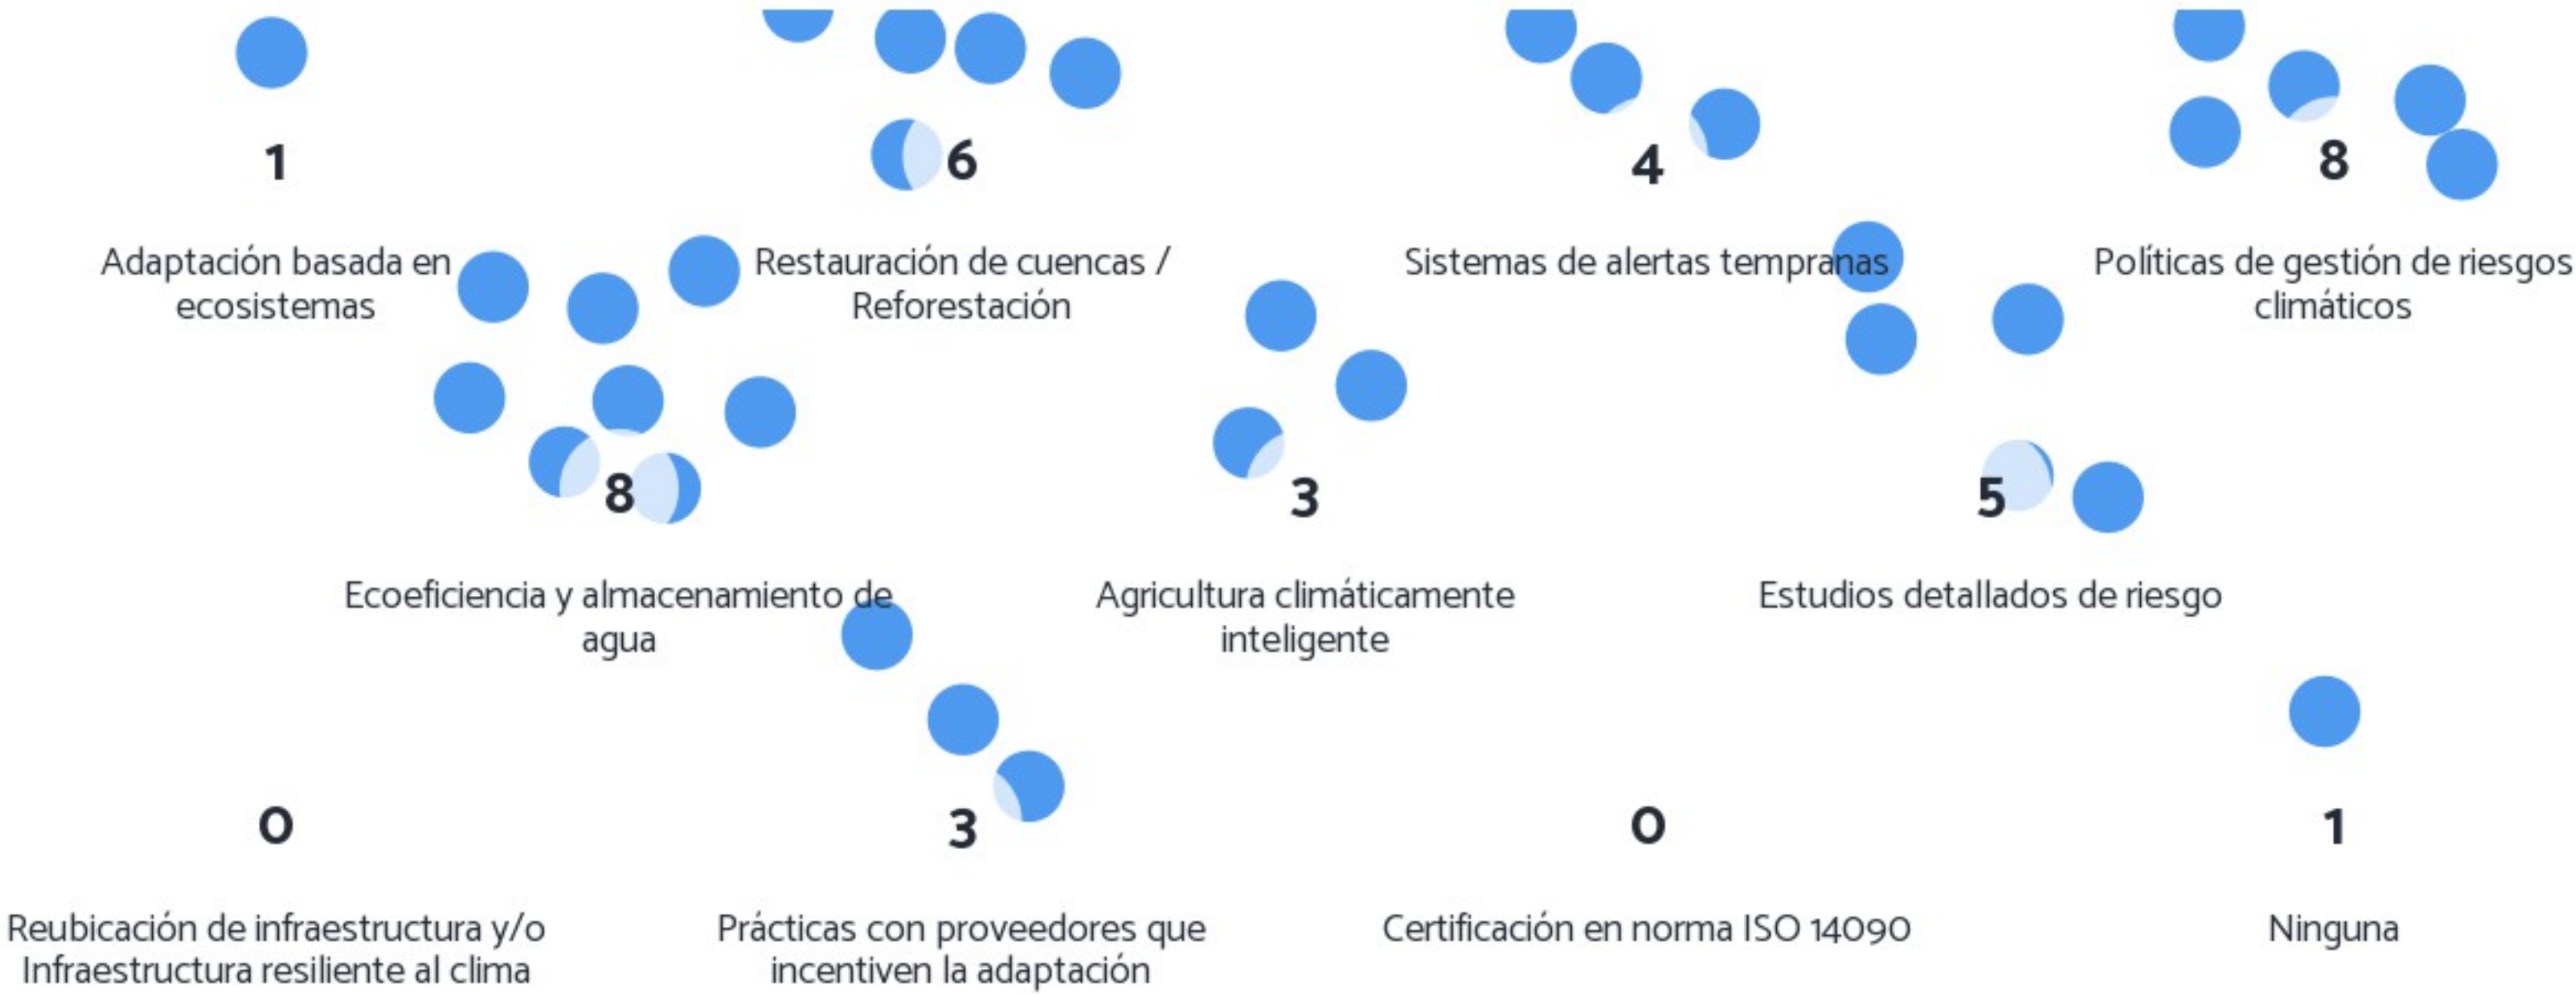 1
Adaptación basada en
ecosistemas
6
Restauración de cuencas /
Reforestación
4
Sistemas de alertas tempranas
8
Políticas de gestión de riesgos
climáticos
8
Ecoeficiencia y almacenamiento de
agua
3
Agricultura climáticamente
inteligente
5
Estudios detallados de riesgo
0
Reubicación de infraestructura y/o
Infraestructura resiliente al clima
3
Prácticas con proveedores que
incentiven la adaptación
0
Certificación en norma ISO 14090
1
Ninguna